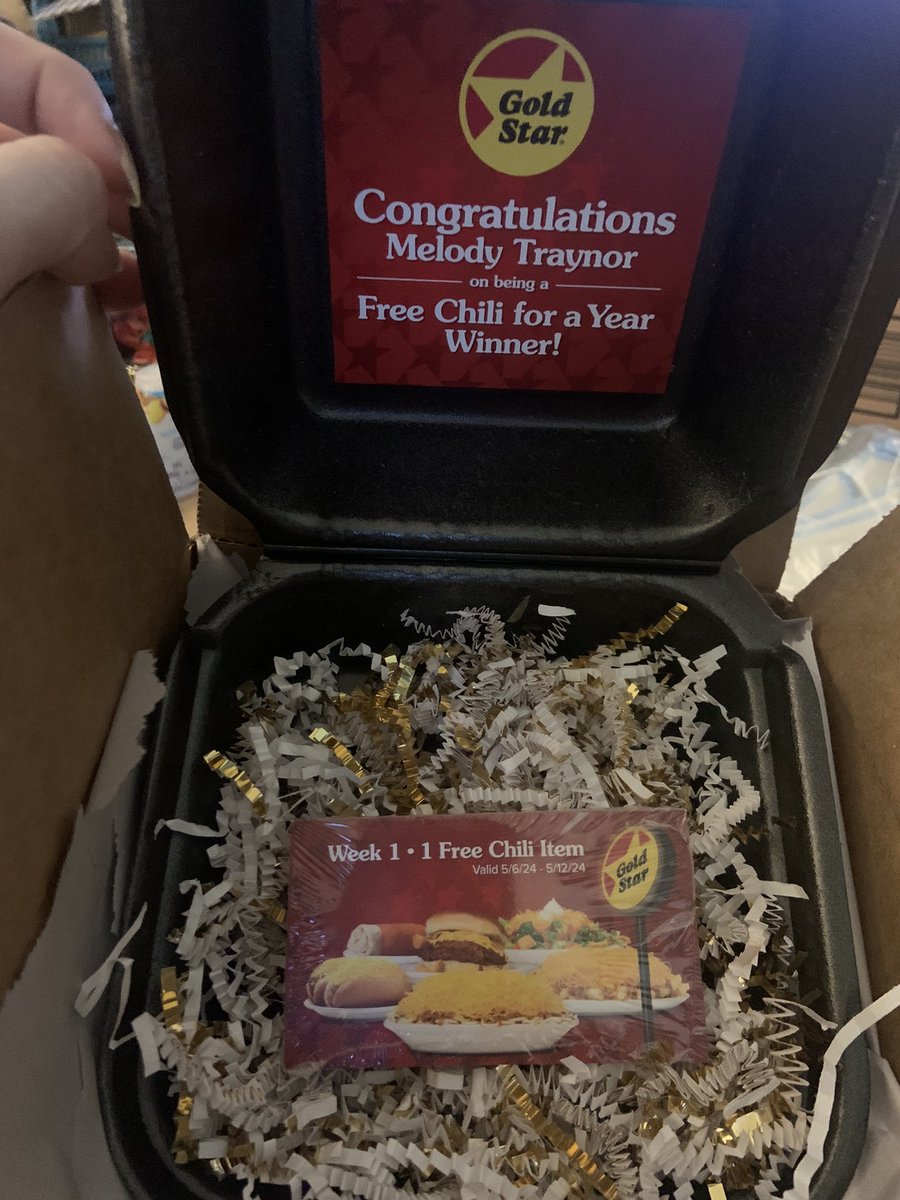 Gold
Star
Congratulations
Melody Traynor
on being a
Free Chili for a Year
Winner!
Week 1 • 1 Free Chili Item
Valid 5/6/24 - 5/12/24
Gold
Star